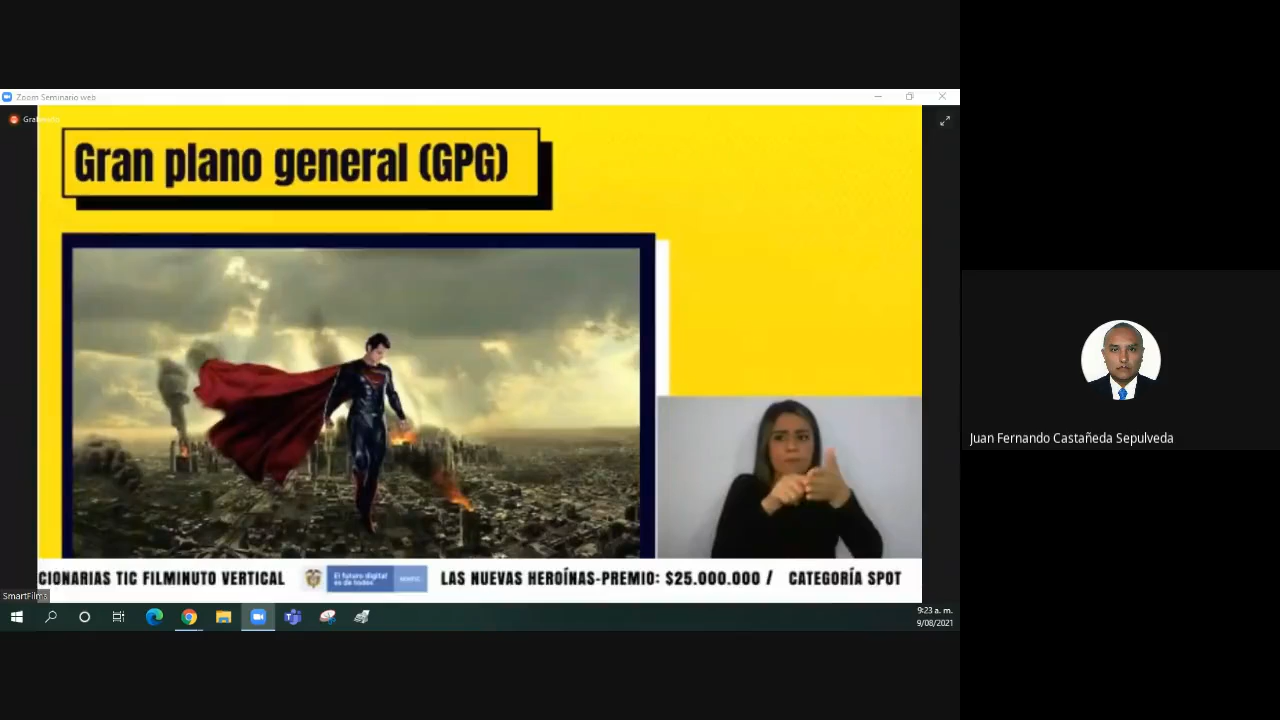 Zoom Seminario web
Gran plano general (GPG)
CIONARIAS TIC FILMINUTO VERTICAL
El futuro digital
es de todos
LAS NUEVAS HEROÍNAS-PREMIO: $25.000.000 /
CATEGORÍA SPOT
SmartFilms
9:23 a. m.
9/08/2021
Juan Fernando Castañeda Sepulveda